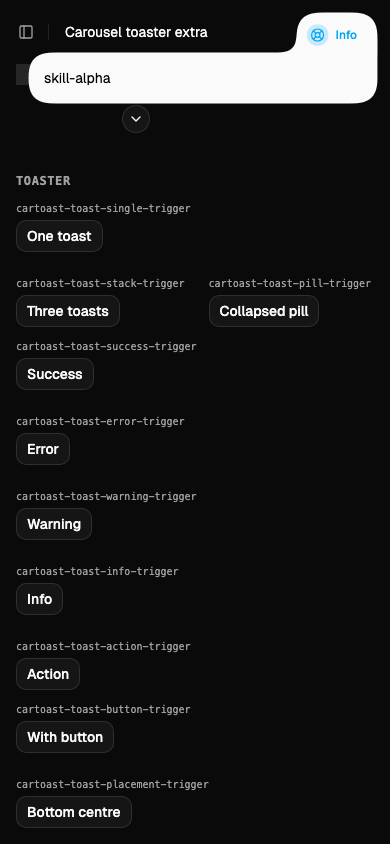 Carousel toaster extra
Info
skill-alpha
TOASTER
cartoast-toast-single-trigger
One toast
cartoast-toast-stack-trigger
Three toasts
cartoast-toast-pill-trigger
Collapsed pill
cartoast-toast-success-trigger
Success
cartoast-toast-error-trigger
Error
cartoast-toast-warning-trigger
Warning
cartoast-toast-info-trigger
Info
cartoast-toast-action-trigger
Action
cartoast-toast-button-trigger
With button
cartoast-toast-placement-trigger
Bottom centre